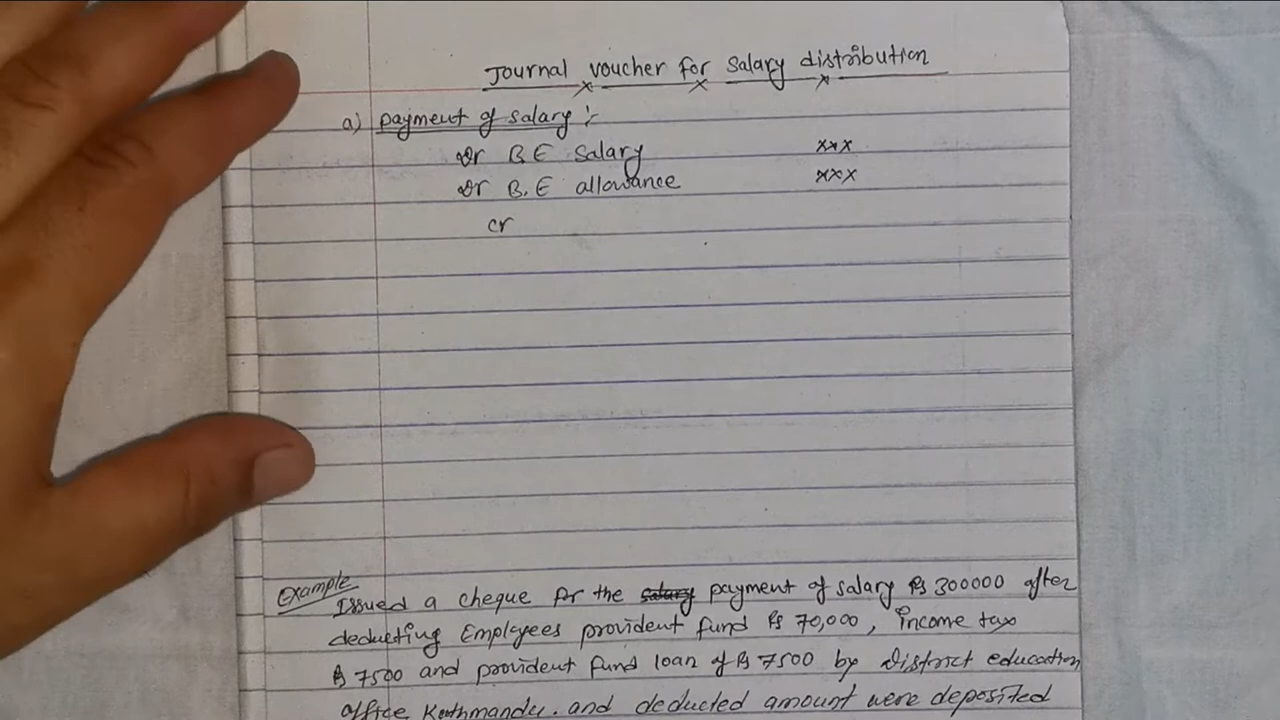 Journal voucher for salary distribution
a) payment of salary :-
Dr B.E salary xxx
Dr B.E allowance xxx
cr
Example
Issued a cheque for the salary payment of salary Rs 300000 after
deducting Employees provident fund Rs 70,000, income tax
Rs 7500 and provident fund loan of Rs 7500 by district education
office Kathmandu. and deducted amount were deposited